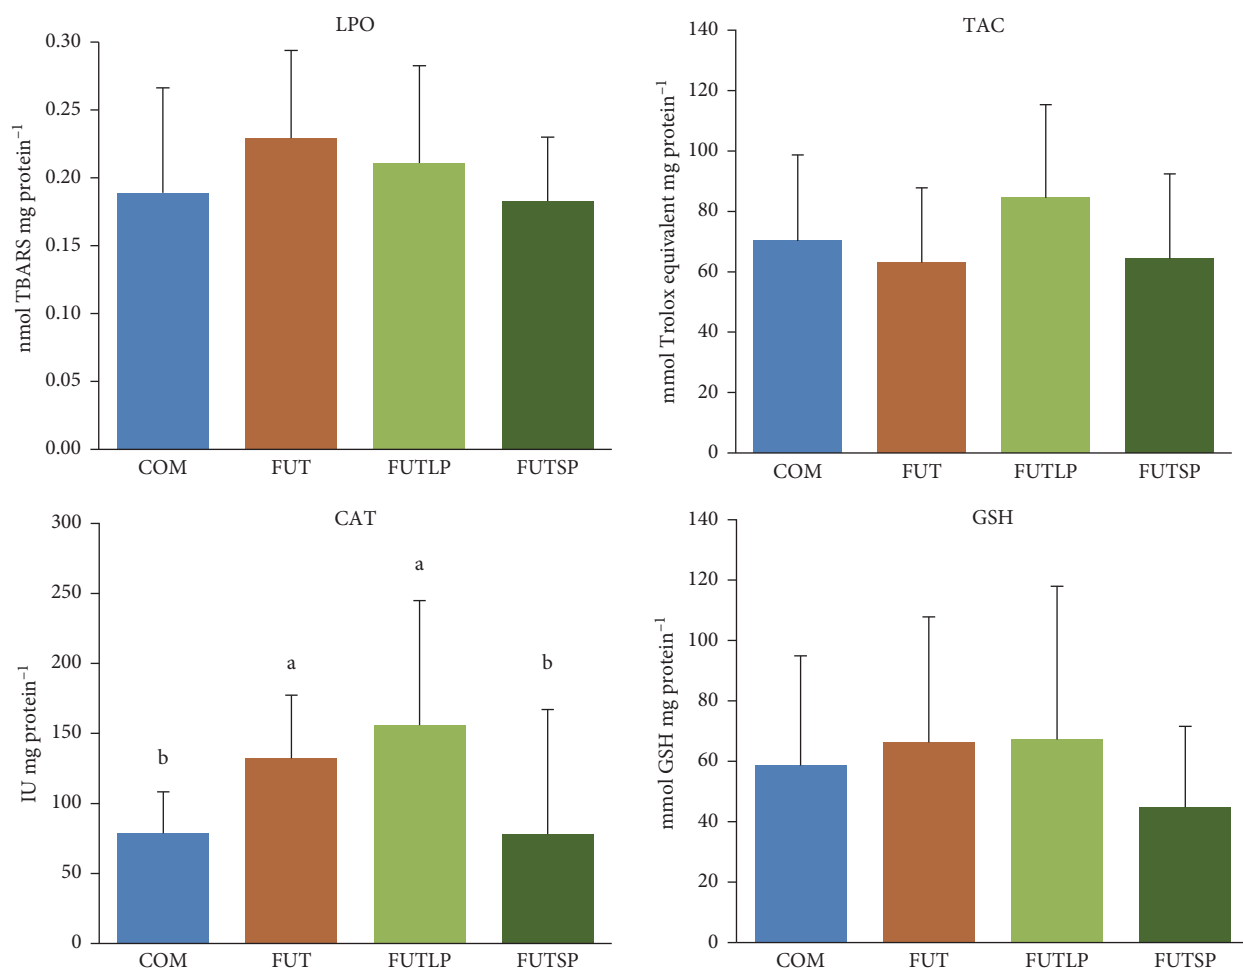 LPO
nmol TBARS mg protein⁻¹
0.30
0.25
0.20
0.15
0.10
0.05
0.00
COM FUT FUTLP FUTSP
TAC
mmol Trolox equivalent mg protein⁻¹
140
120
100
80
60
40
20
0
COM FUT FUTLP FUTSP
CAT
IU mg protein⁻¹
300
250
200
150
100
50
0
b a a b
COM FUT FUTLP FUTSP
GSH
mmol GSH mg protein⁻¹
140
120
100
80
60
40
20
0
COM FUT FUTLP FUTSP